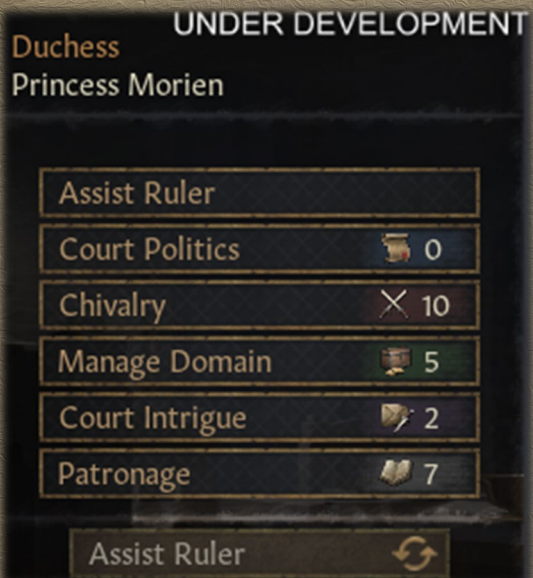 UNDER DEVELOPMENT
Duchess
Princess Morien
Assist Ruler
Court Politics 0
Chivalry 10
Manage Domain 5
Court Intrigue 2
Patronage 7
Assist Ruler